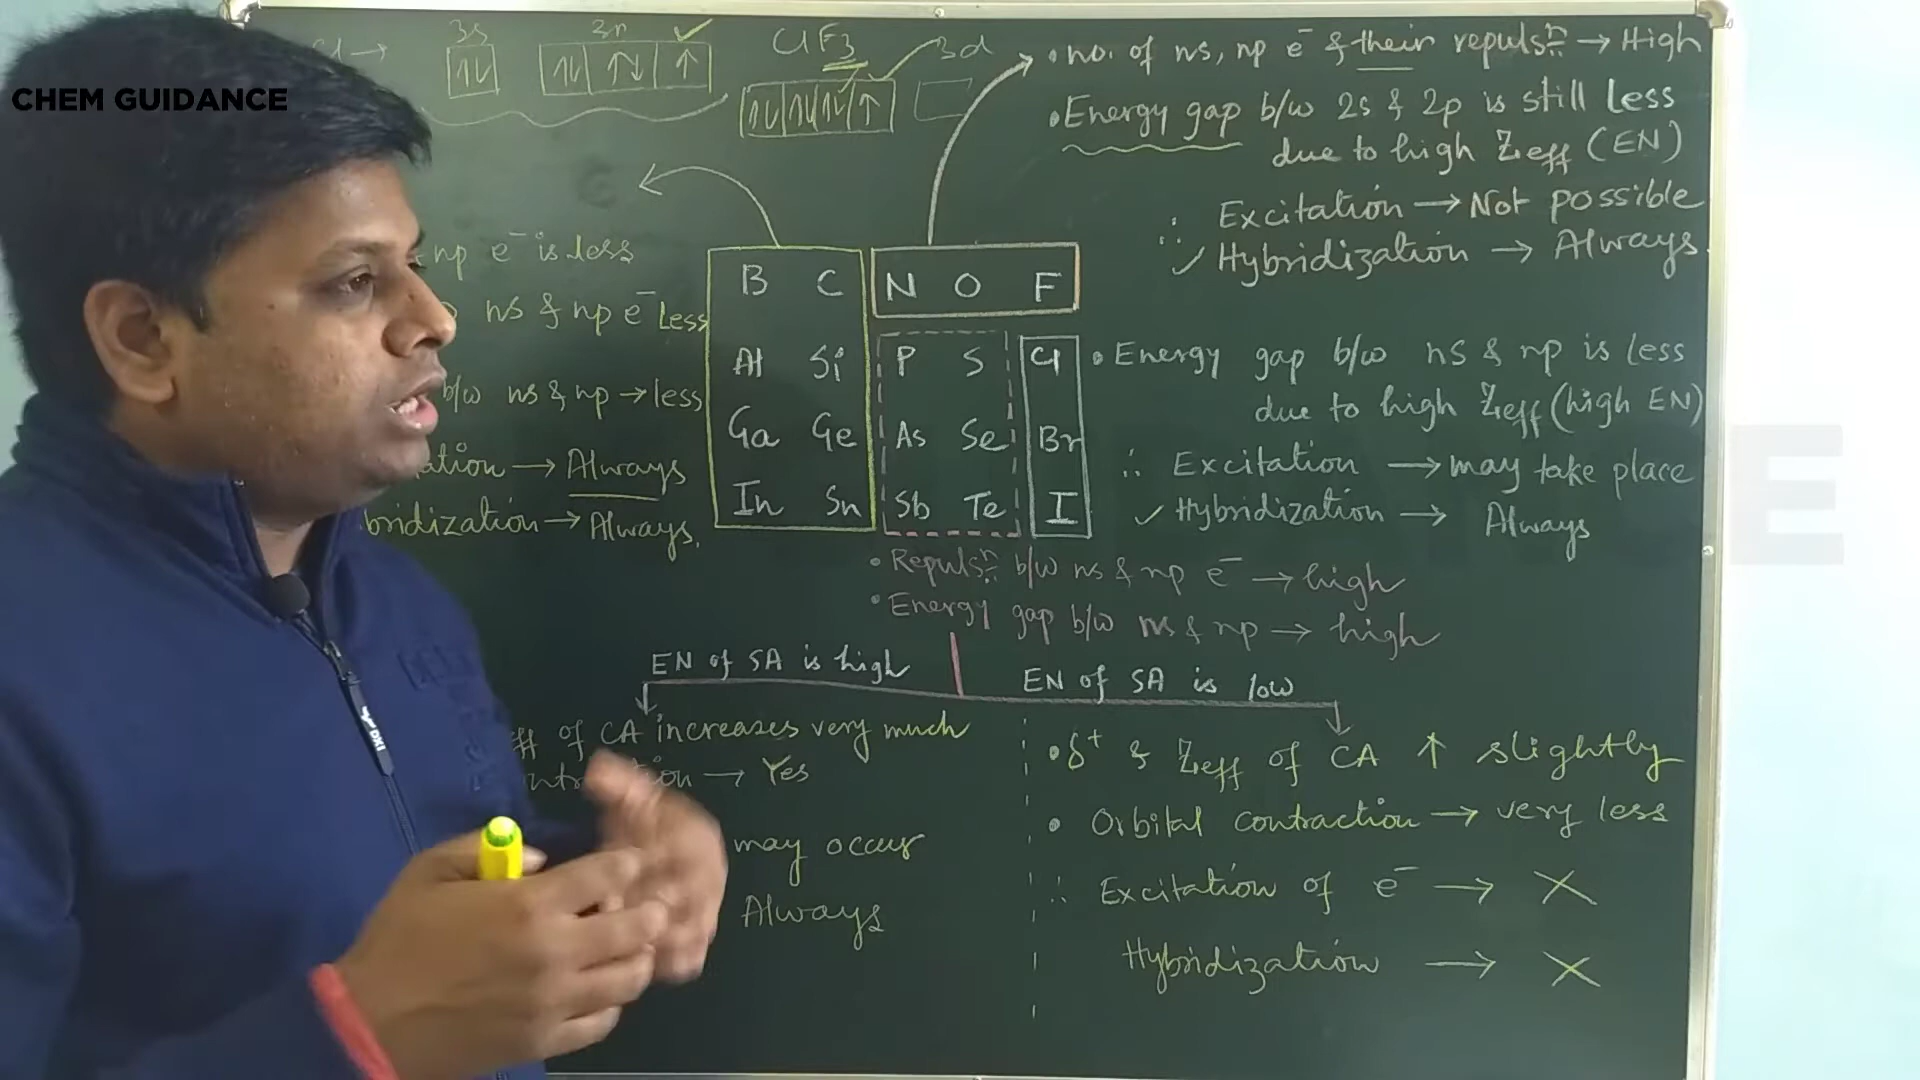 CHEM GUIDANCE
3s 3p
ClF3 3d
• no. of ns, np e⁻ & their repulsⁿ → High
• Energy gap b/w 2s & 2p is still less
due to high Zeff (EN)
∴ Excitation → Not possible
✓ Hybridization → Always.
np e⁻ is less
ns & np e⁻ Less
b/w ns & np → less
ation → Always
bridization → Always.
B C N O F
Al Si P S Cl
Ga Ge As Se Br
In Sn Sb Te I
• Energy gap b/w ns & np is less
due to high Zeff (high EN)
∴ Excitation → may take place
✓ Hybridization → Always
• Repulsⁿ b/w ns & np e⁻ → high
• Energy gap b/w ns & np → high
EN of SA is high
EN of SA is low
eff of CA increases very much
ntraction → Yes
may occur
Always
• δ⁺ & Zeff of CA ↑ slightly
• Orbital contraction → very less
∴ Excitation of e⁻ → ×
Hybridization → ×
E